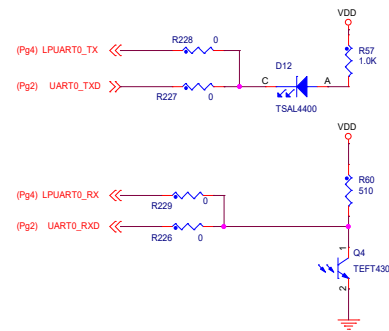 VDD
R228 0
(Pg4) LPUART0_TX
R57
1.0K
D12
(Pg2) UART0_TXD
C A
R227 0
TSAL4400
VDD
R60
510
(Pg4) LPUART0_RX
0
R229
(Pg2) UART0_RXD
R226 0
1
Q4
TEFT430
2